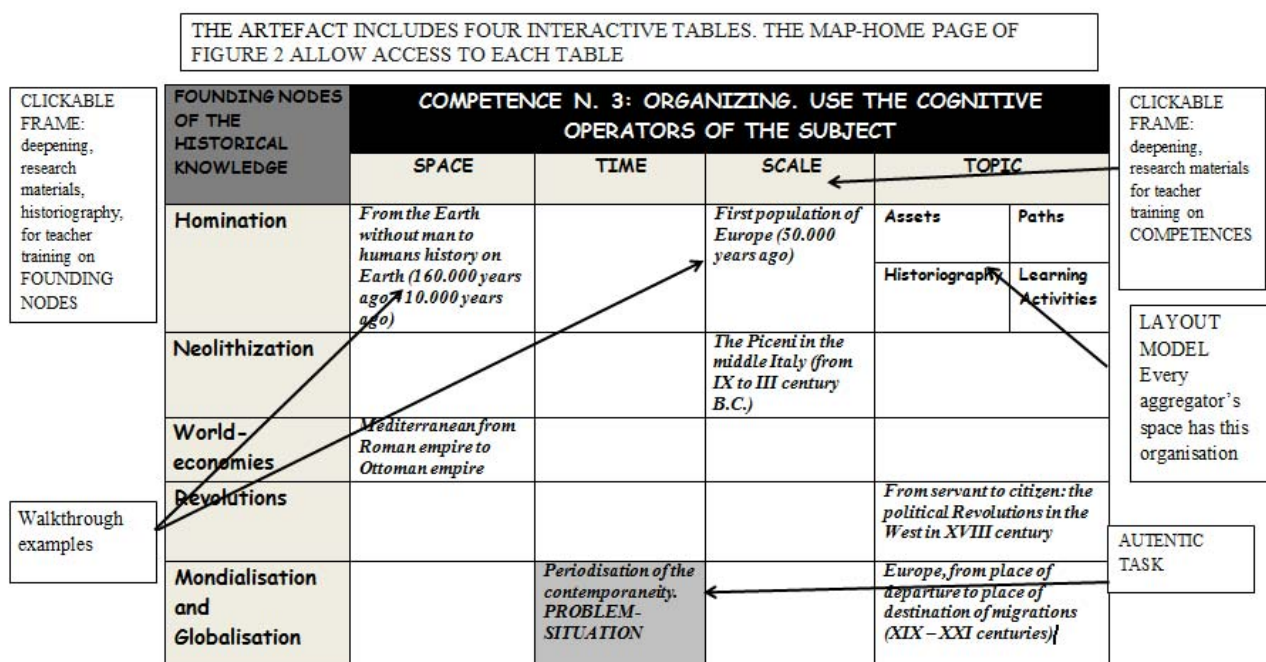 THE ARTEFACT INCLUDES FOUR INTERACTIVE TABLES. THE MAP-HOME PAGE OF
FIGURE 2 ALLOW ACCESS TO EACH TABLE
CLICKABLE
FRAME:
deepening,
research
materials,
historiography,
for teacher
training on
FOUNDING
NODES
FOUNDING NODES
OF THE
HISTORICAL
KNOWLEDGE
COMPETENCE N. 3: ORGANIZING. USE THE COGNITIVE
OPERATORS OF THE SUBJECT
SPACE
TIME
SCALE
TOPIC
CLICKABLE
FRAME:
deepening,
research materials
for teacher
training on
COMPETENCES
Homination
From the Earth
without man to
humans history on
Earth (160.000 years
ago 10.000 years
ago)
First population of
Europe (50.000
years ago)
Assets
Paths
Historiography
Learning
Activities
LAYOUT
MODEL
Every
aggregator's
space has this
organisation
Neolithization
The Piceni in the
middle Italy (from
IX to III century
B.C.)
World-
economies
Mediterranean from
Roman empire to
Ottoman empire
Walkthrough
examples
Revolutions
From servant to citizen: the
political Revolutions in the
West in XVIII century
AUTENTIC
TASK
Mondialisation
and
Globalisation
Periodisation of the
contemporaneity.
PROBLEM-
SITUATION
Europe, from place of
departure to place of
destination of migrations
(XIX – XXI centuries)